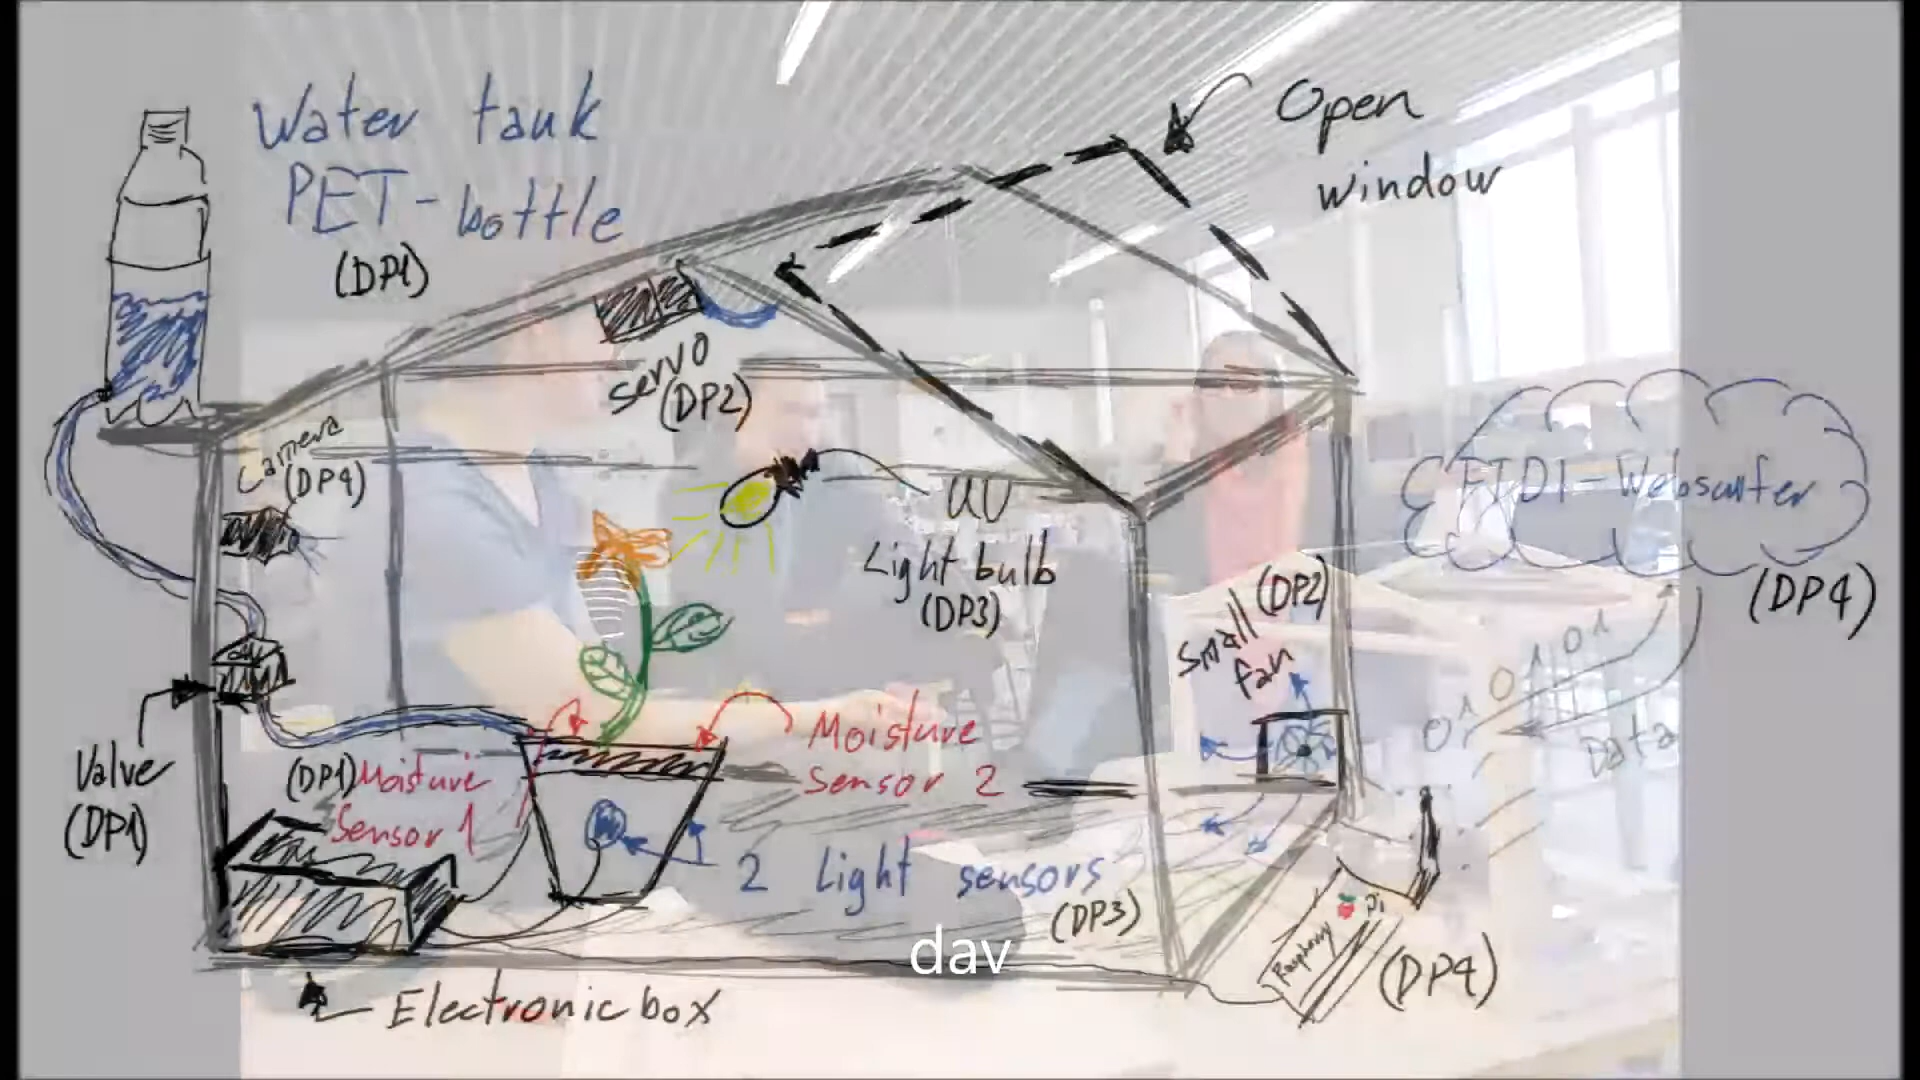 Water tank
PET-bottle
(DP1)
Open
window
servo
(DP2)
Camera
(DP4)
UV
Light bulb
(DP3)
(DP4)
Small
fan
(DP2)
Valve
(DP1)
(DP1)
Moisture
Sensor 1
Moisture
Sensor 2
2 Light sensors
(DP3)
0 1 0 1 0 1
Data
Raspberry Pi
(DP4)
Electronic box
dav